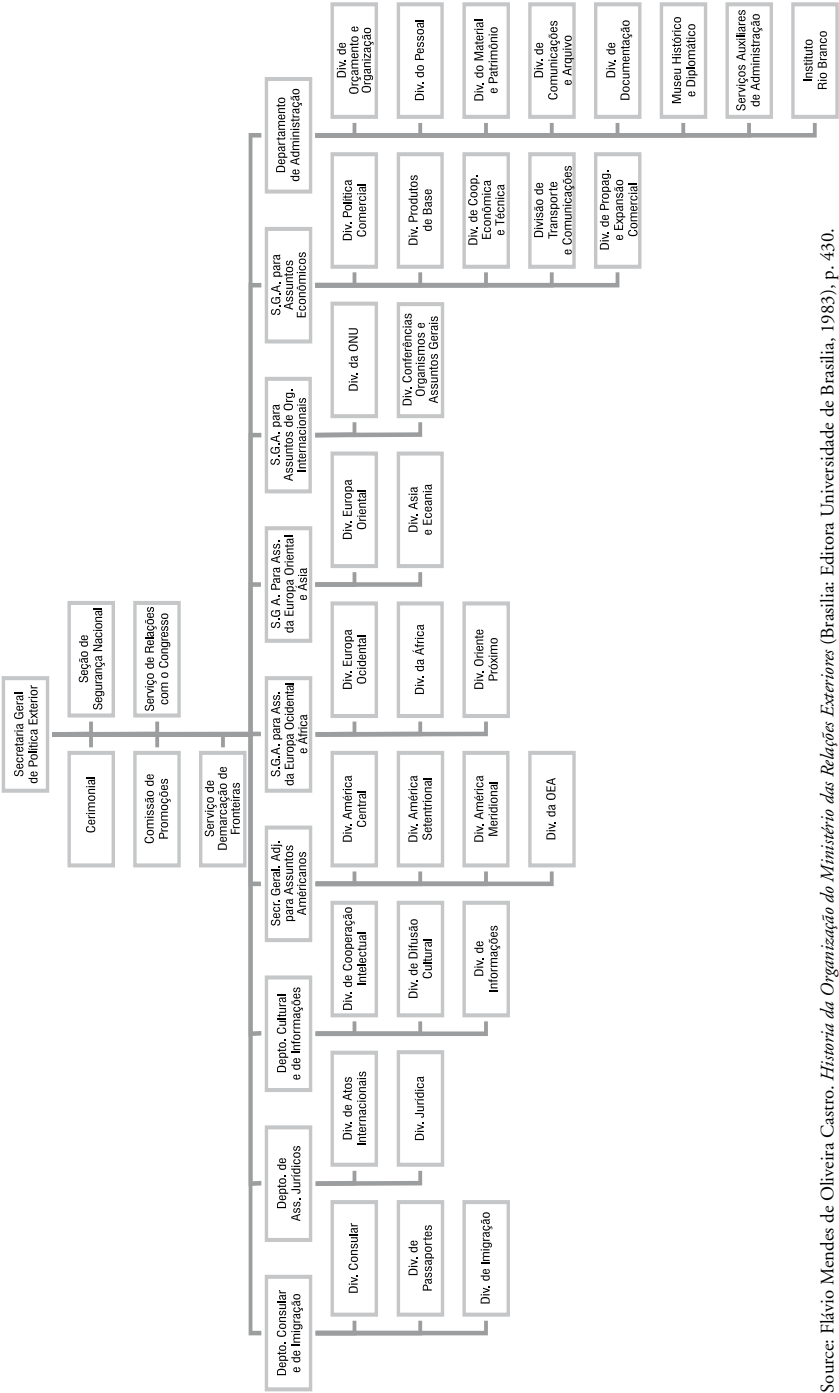 Secretaria Geral
de Política Exterior
Cerimonial
Seção de
Segurança Nacional
Comissão de
Promoções
Serviço de Relações
com o Congresso
Serviço de
Demarcação de
Fronteiras
Depto. Consular
e de Imigração
Div. Consular
Div. de
Passaportes
Div. de Imigração
Depto. de
Ass. Jurídicos
Div. de Atos
Internacionais
Div. Jurídica
Depto. Cultural
e de Informações
Div. de Cooperação
Intelectual
Div. de Difusão
Cultural
Div. de
Informações
Secr. Geral. Adj.
para Assuntos
Américanos
Div. América
Central
Div. América
Setentrional
Div. América
Meridional
Div. da OEA
S.G.A. para Ass.
da Europa Ocidental
e África
Div. Europa
Ocidental
Div. da África
Div. Oriente
Próximo
S.G A. Para Ass.
da Europa Oriental
e Ásia
Div. Europa
Oriental
Div. Asia
e Eceania
S.G.A. para
Assuntos de Org.
Internacionais
Div. da ONU
Div. Conferências
Organismos e
Assuntos Gerais
S.G.A. para
Assuntos
Econômicos
Div. Política
Comercial
Div. Produtos
de Base
Div. de Coop.
Econômica
e Técnica
Divisão de
Transporte
e Comunicações
Div. de Propag.
e Expansão
Comercial
Departamento
de Administração
Div. de
Orçamento e
Organização
Div. do Pessoal
Div. do Material
e Patrimônio
Div. de
Comunicações
e Arquivo
Div. de
Documentação
Museu Histórico
e Diplomático
Serviços Auxiliares
de Administração
Instituto
Rio Branco
Source: Flávio Mendes de Oliveira Castro. Historia da Organização do Ministério das Relações Exteriores (Brasilia: Editora Universidade de Brasilia, 1983), p. 430.